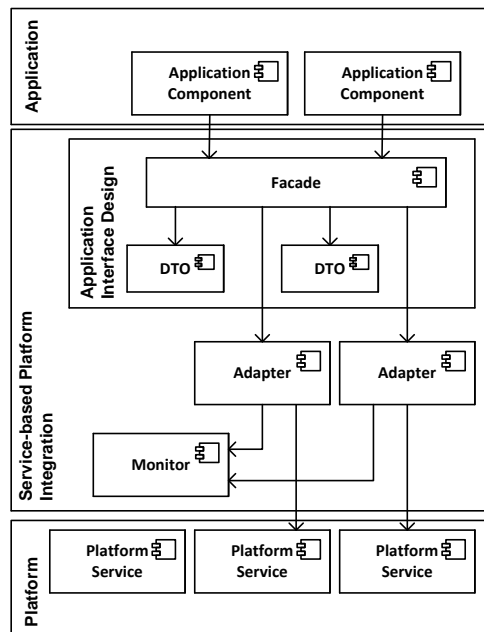 Application
Application
Component
Application
Component
Service-based Platform
Integration
Application
Interface Design
Facade
DTO
DTO
Adapter
Adapter
Monitor
Platform
Platform
Service
Platform
Service
Platform
Service